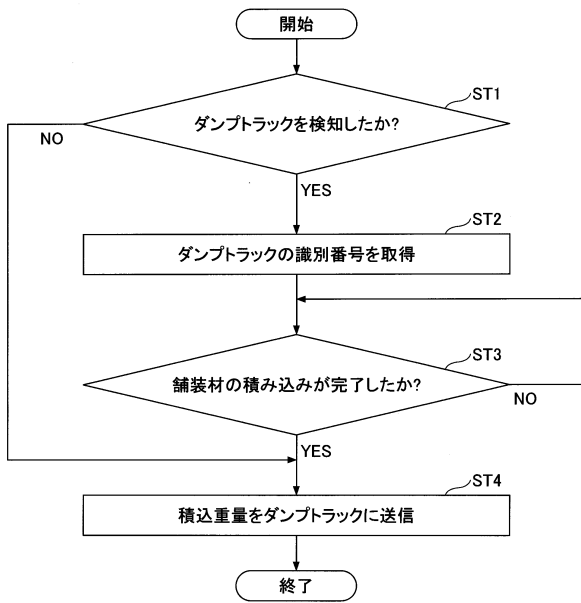 開始
ST1
ダンプトラックを検知したか?
NO
YES
ST2
ダンプトラックの識別番号を取得
ST3
舗装材の積み込みが完了したか?
NO
YES
ST4
積込重量をダンプトラックに送信
終了